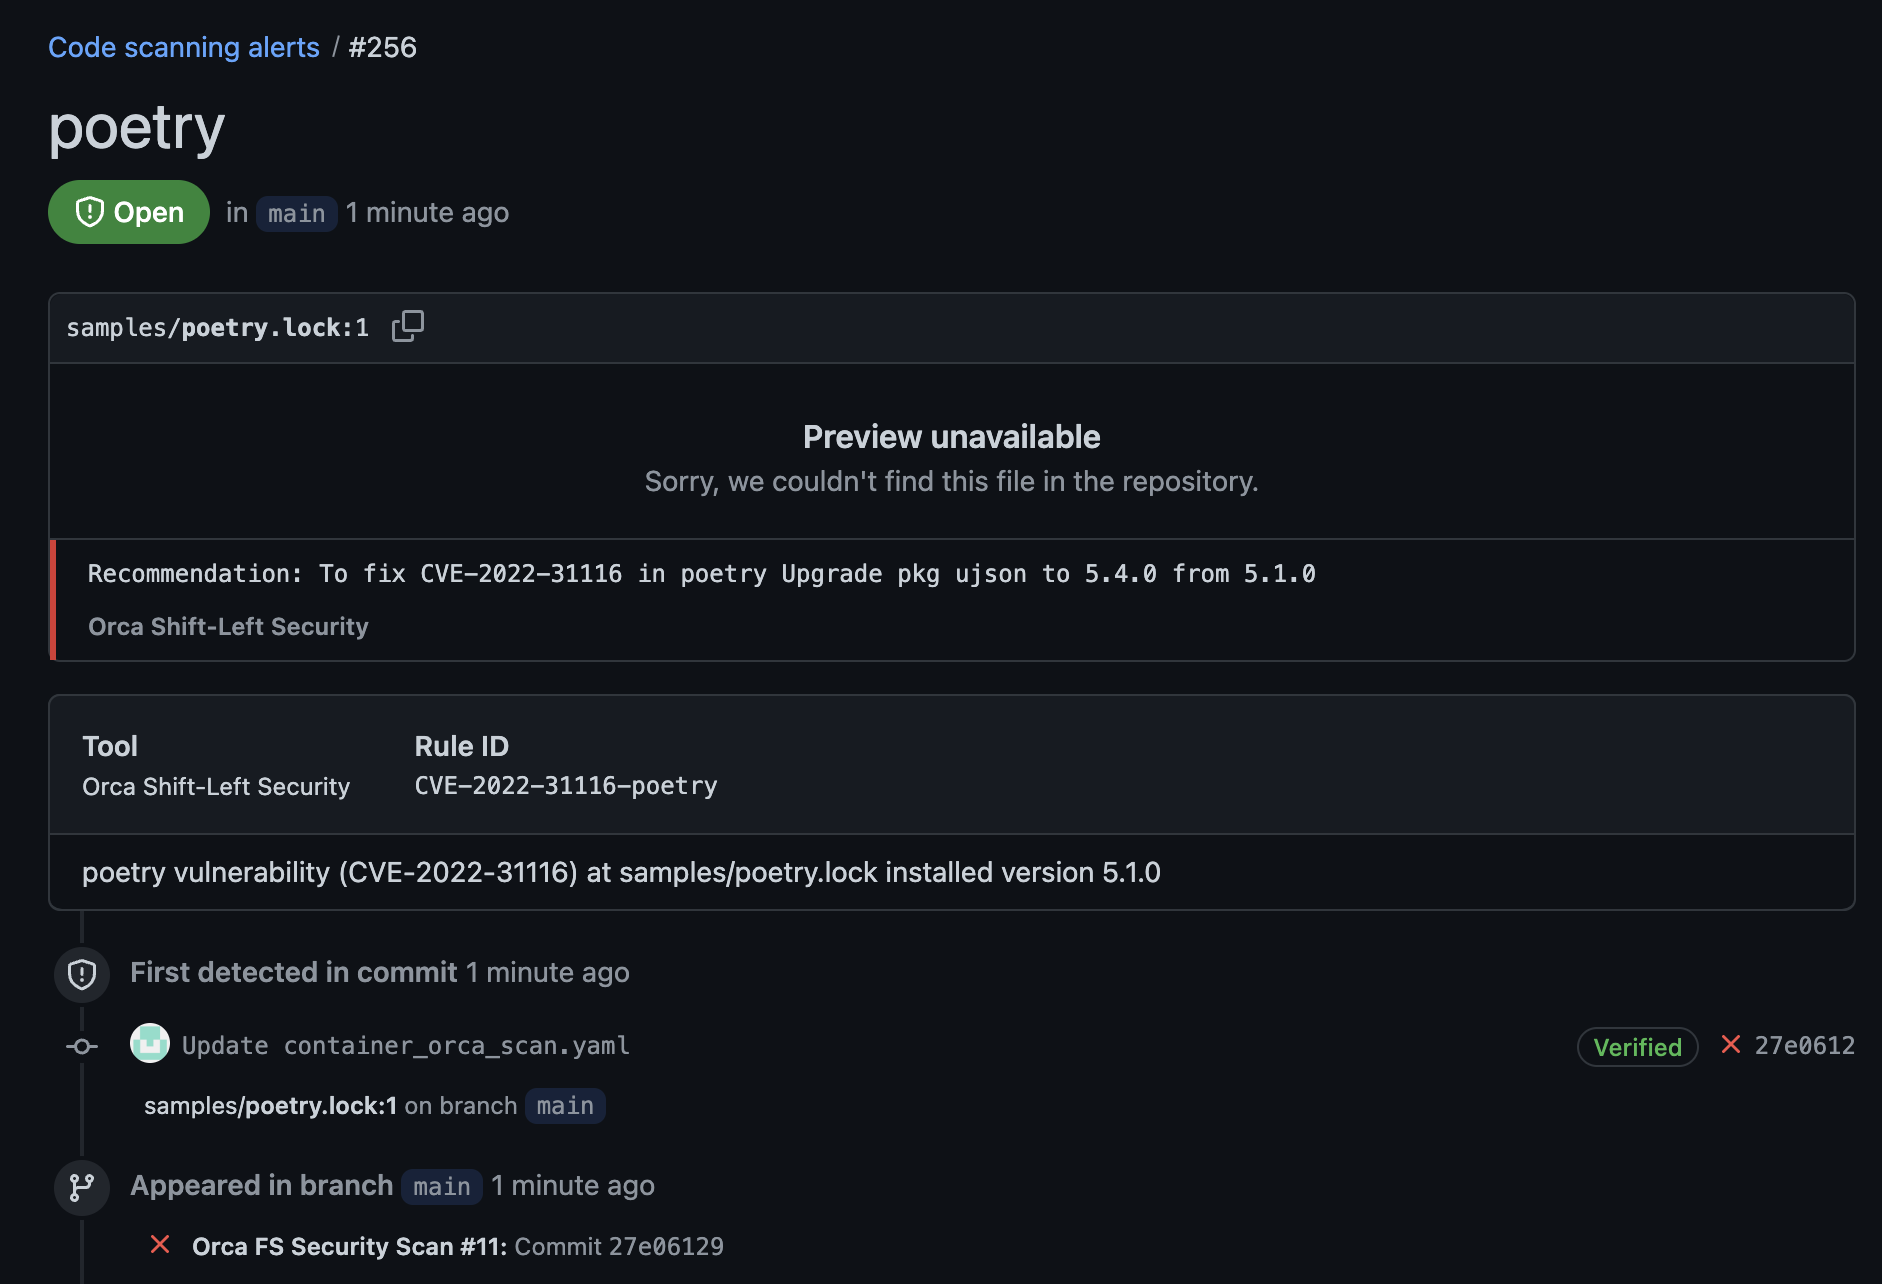 Code scanning alerts / #256
poetry
Open in main 1 minute ago
samples/poetry.lock:1
Preview unavailable
Sorry, we couldn't find this file in the repository.
Recommendation: To fix CVE-2022-31116 in poetry Upgrade pkg ujson to 5.4.0 from 5.1.0
Orca Shift-Left Security
Tool Rule ID
Orca Shift-Left Security CVE-2022-31116-poetry
poetry vulnerability (CVE-2022-31116) at samples/poetry.lock installed version 5.1.0
First detected in commit 1 minute ago
Update container_orca_scan.yaml Verified 27e0612
samples/poetry.lock:1 on branch main
Appeared in branch main 1 minute ago
Orca FS Security Scan #11: Commit 27e06129